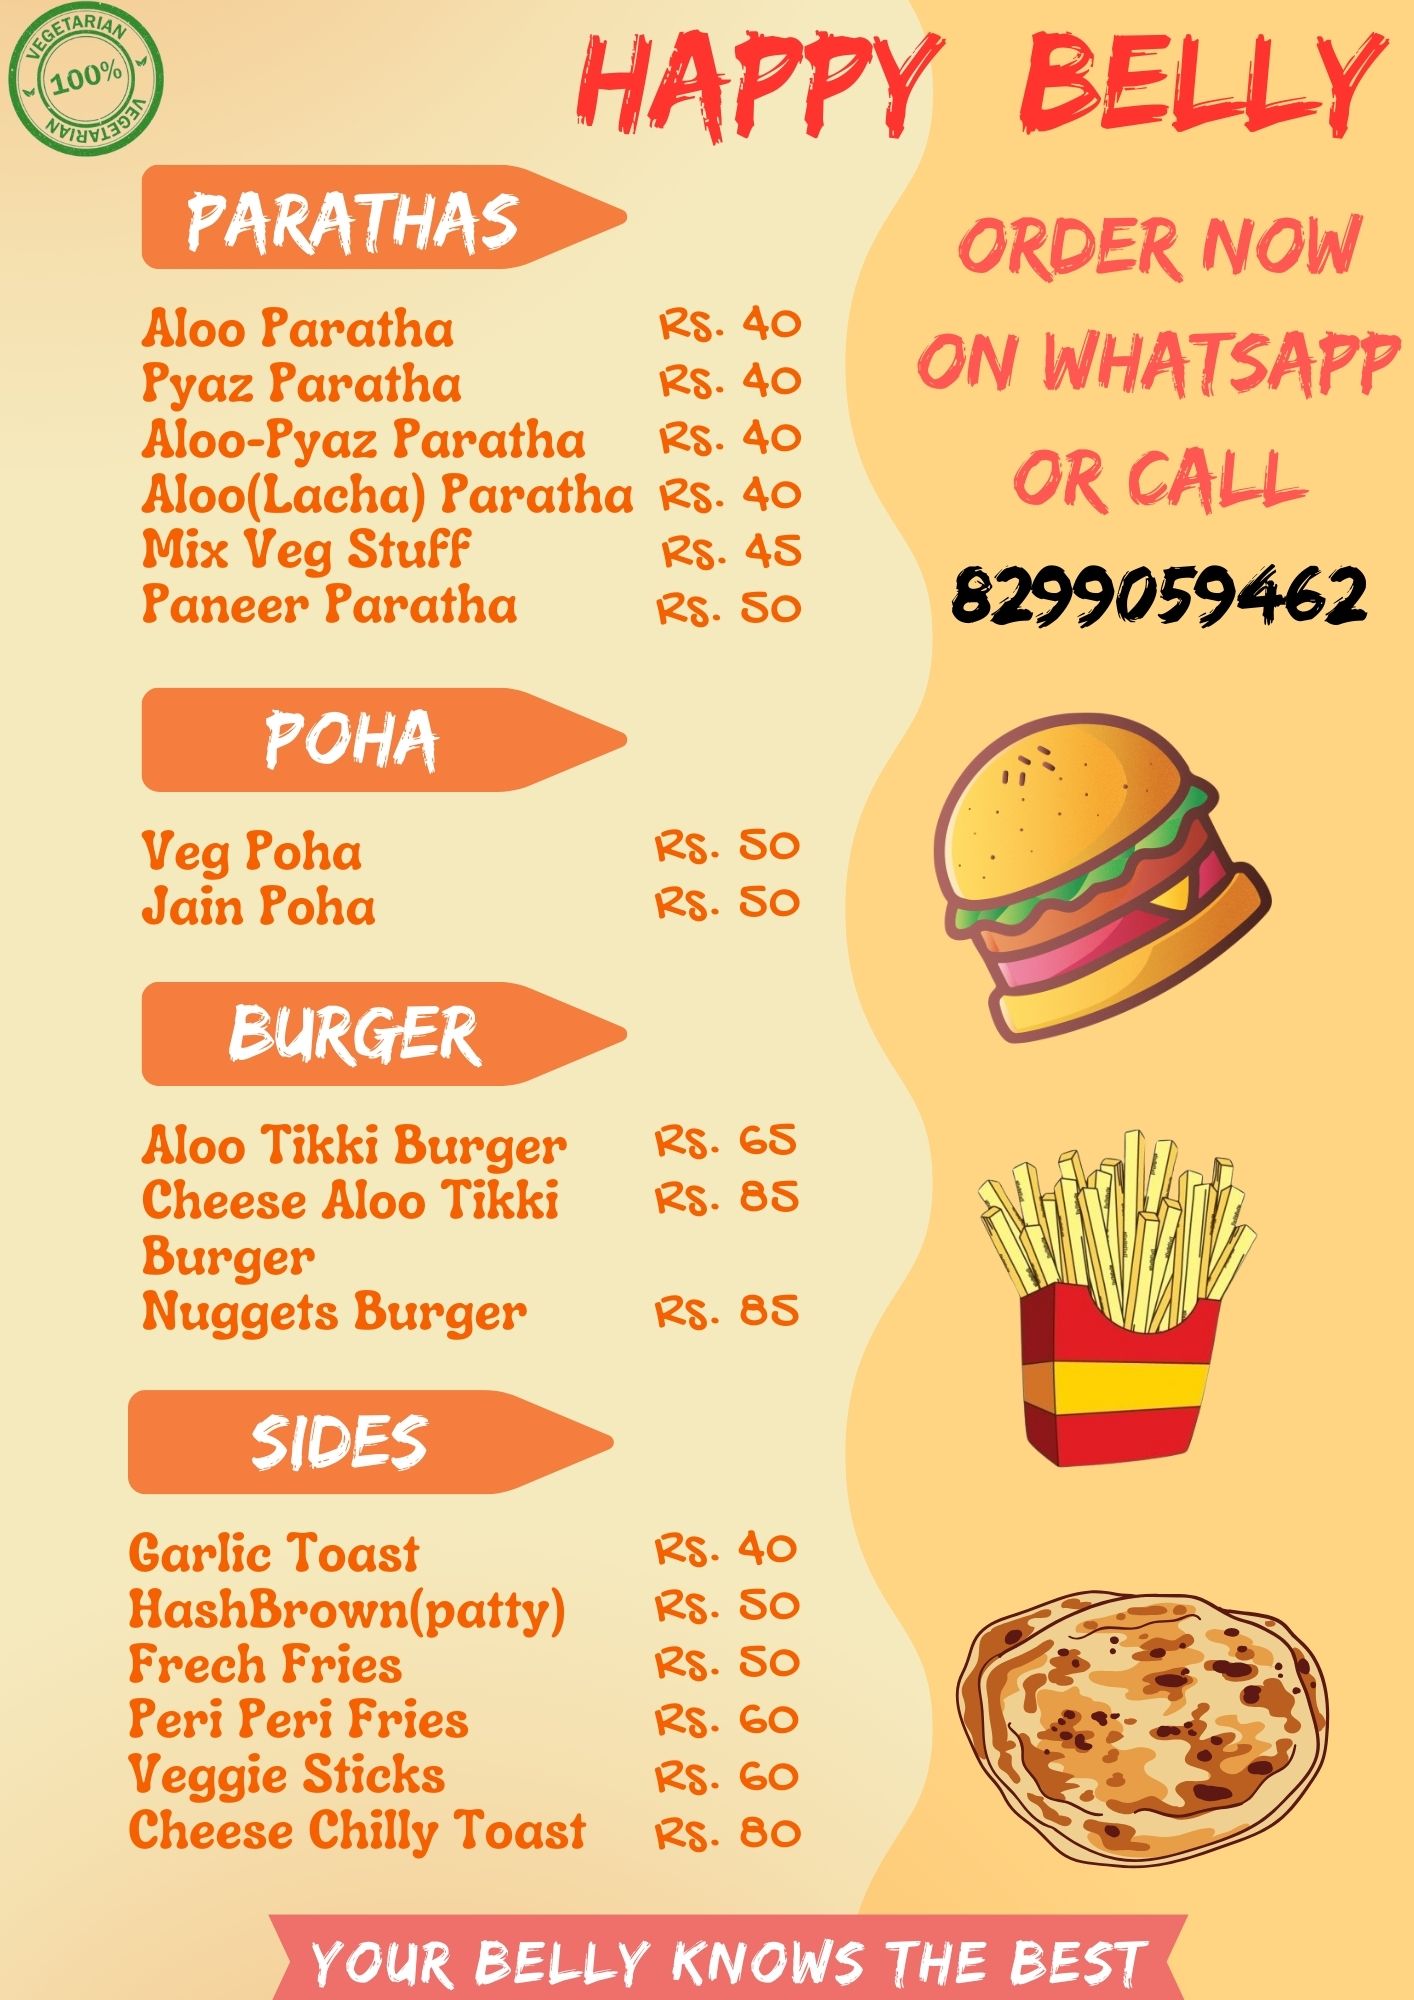 VEGETARIAN
100%
VEGETARIAN
HAPPY BELLY
PARATHAS
Aloo Paratha Rs. 40
Pyaz Paratha Rs. 40
Aloo-Pyaz Paratha Rs. 40
Aloo(Lacha) Paratha Rs. 40
Mix Veg Stuff Rs. 45
Paneer Paratha Rs. 50
ORDER NOW
ON WHATSAPP
OR CALL
8299059462
POHA
Veg Poha Rs. 50
Jain Poha Rs. 50
BURGER
Aloo Tikki Burger Rs. 65
Cheese Aloo Tikki Rs. 85
Burger
Nuggets Burger Rs. 85
SIDES
Garlic Toast Rs. 40
HashBrown(patty) Rs. 50
Frech Fries Rs. 50
Peri Peri Fries Rs. 60
Veggie Sticks Rs. 60
Cheese Chilly Toast Rs. 80
YOUR BELLY KNOWS THE BEST